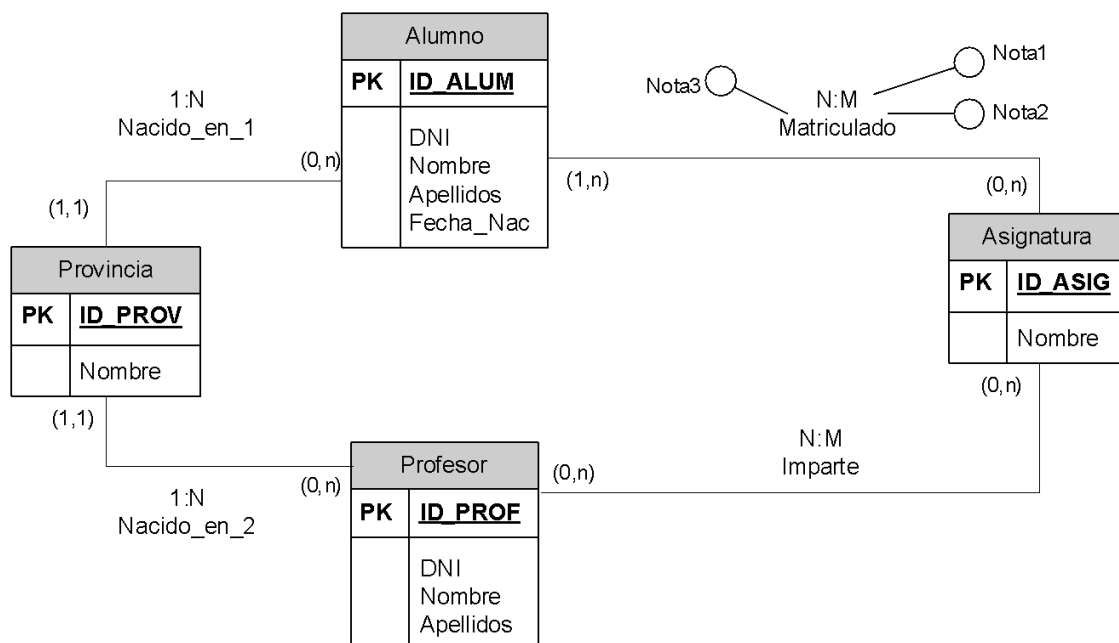 Alumno
PK ID_ALUM
DNI
Nombre
Apellidos
Fecha_Nac
1:N
Nacido_en_1
(0,n)
(1,1)
Nota3
N:M
Matriculado
Nota1
Nota2
(1,n)
(0,n)
Provincia
PK ID_PROV
Nombre
Asignatura
PK ID_ASIG
Nombre
(1,1)
(0,n)
1:N
Nacido_en_2
(0,n)
Profesor
PK ID_PROF
DNI
Nombre
Apellidos
(0,n)
N:M
Imparte